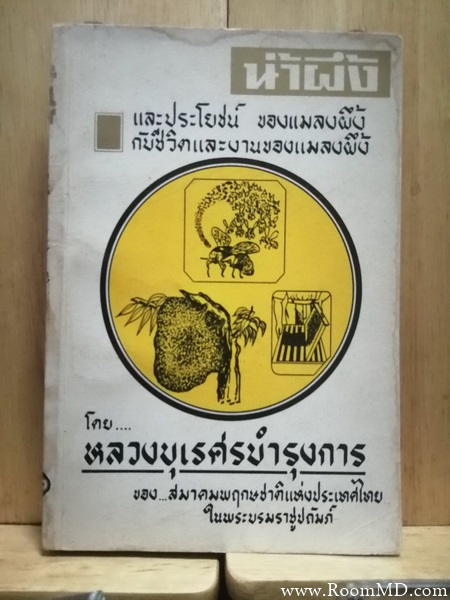 น้ำผึ้ง
และประโยชน์ ของแมลงผึ้ง
กับชีวิตและงานของแมลงผึ้ง
โดย....
หลวงบุเรศรบำรุงการ
ของ...สมาคมพฤกษชาติแห่งประเทศไทย
ในพระบรมราชูปถัมภ์
www.RoomMD.com